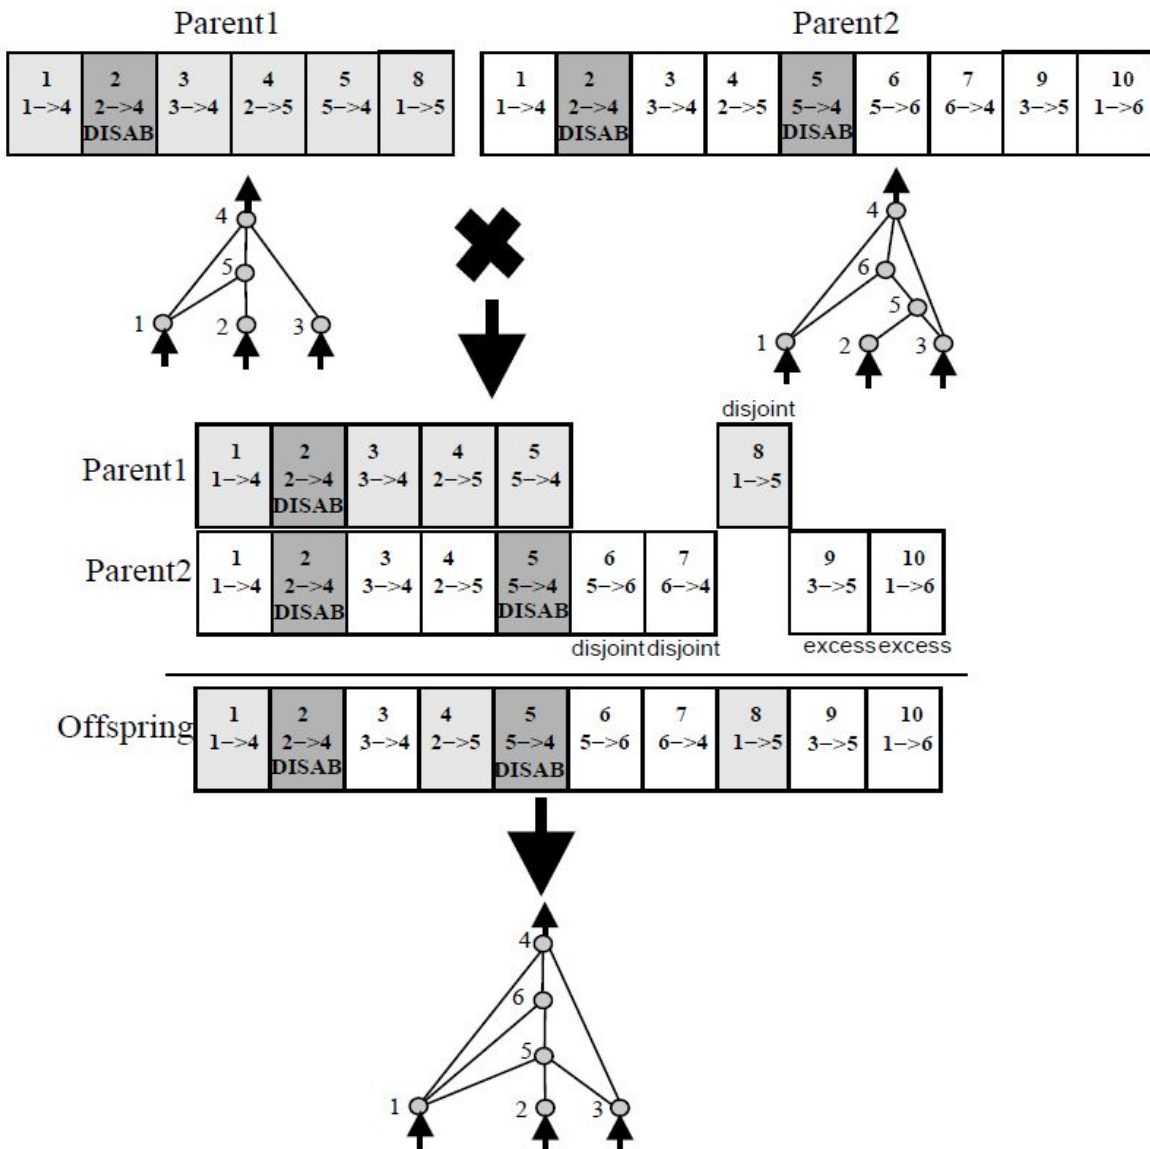 Parent1 Parent2
1 2 3 4 5 8 1 2 3 4 5 6 7 9 10
1−>4 2−>4 3−>4 2−>5 5−>4 1−>5 1−>4 2−>4 3−>4 2−>5 5−>4 5−>6 6−>4 3−>5 1−>6
DISAB DISAB DISAB
4 4
5 6
5
1 2 3 1 2 3
disjoint
Parent1 1 2 3 4 5 8
1−>4 2−>4 3−>4 2−>5 5−>4 1−>5
DISAB
Parent2 1 2 3 4 5 6 7 9 10
1−>4 2−>4 3−>4 2−>5 5−>4 5−>6 6−>4 3−>5 1−>6
DISAB DISAB
disjoint disjoint excess excess
Offspring 1 2 3 4 5 6 7 8 9 10
1−>4 2−>4 3−>4 2−>5 5−>4 5−>6 6−>4 1−>5 3−>5 1−>6
DISAB DISAB
4
6
5
1 2 3